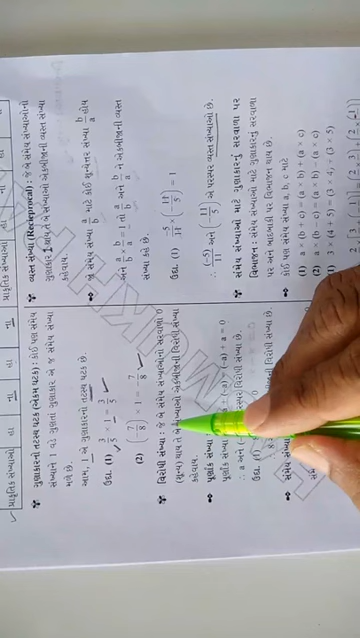 પ્રાકૃતિક સંખ્યાઓ
ના
ના
ના
ગુણાકારનો તટસ્થ ઘટક (એકમ ઘટક) : કોઈ પણ સંમેય
સંખ્યાને 1 વડે ગુણતાં ગુણાકાર એ જ સંમેય સંખ્યા
મળે છે.
આમ, 1 એ ગુણાકારનો તટસ્થ ઘટક છે.
ઉદા. (1) 3/5 × 1 = 3/5
(2) (-7/8) × 1 = -7/8
વિરોધી સંખ્યા : જે બે સંમેય સંખ્યાઓનો સરવાળો 0
(શૂન્ય) થાય તે બે સંખ્યાઓ એકબીજાની વિરોધી સંખ્યા
કહેવાય.
પૂર્ણાંક સંખ્યા
પૂર્ણાંક સંખ્યા
+ a = 0
વિરોધી સંખ્યા છે.
ઉદા. (1)
સંમેય સંખ્યા
પ્રાકૃતિક સંખ્યાઓ
ના
ના
વ્યસ્ત સંખ્યા (Reciprocal) : જે બે સંમેય સંખ્યાઓનો
ગુણાકાર 1 થાય તે બે સંખ્યાઓ એકબીજાની વ્યસ્ત સંખ્યા
કહેવાય.
જો સંમેય સંખ્યા a/b માટે કોઈ શૂન્યેતર સંખ્યા b/a હોય
અને a/b × b/a = 1 તો a/b અને b/a ને એકબીજાની વ્યસ્ત
સંખ્યા કહે છે.
ઉદા. (1) -5/11 × (-11/5) = 1
∴ (-5)/11 અને (-11/5) એ પરસ્પર વ્યસ્ત સંખ્યાઓ છે.
સંમેય સંખ્યાઓ માટે ગુણાકારનું સરવાળા પર
વિભાજન : સંમેય સંખ્યાઓ માટે ગુણાકારનું સરવાળા
પર અને બાદબાકી પર વિભાજન થાય છે.
કોઈ પણ સંમેય સંખ્યા a, b, c માટે
(1) a × (b + c) = (a × b) + (a × c)
(2) a × (b – c) = (a × b) – (a × c)
(1) 3 × (4 + 5) = (3 × 4) + (3 × 5)